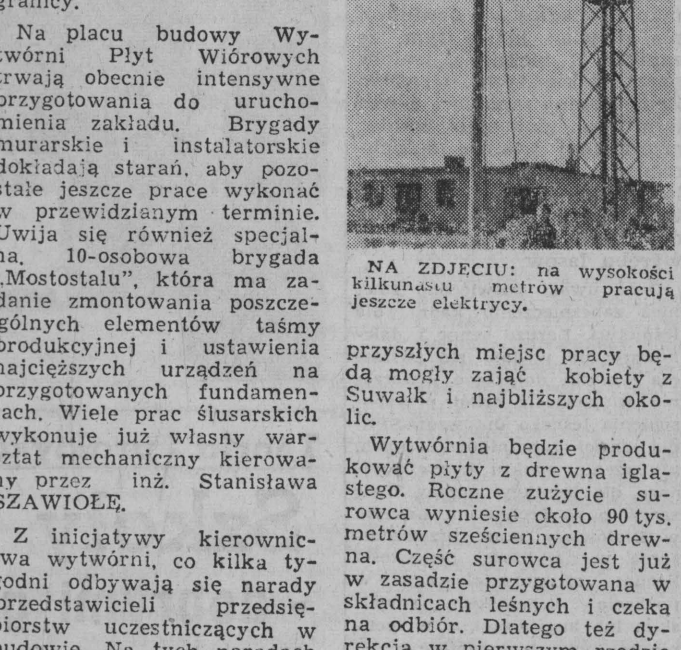 granicy.
Na placu budowy Wy-
twórni Płyt Wiórowych
trwają obecnie intensywne
przygotowania do urucho-
mienia zakładu. Brygady
murarskie i instalatorskie
dokładają starań, aby pozo-
stałe jeszcze prace wykonać
w przewidzianym terminie.
Uwija się również specjal-
na, 10-osobowa brygada
„Mostostalu”, która ma za-
danie zmontowania poszcze-
gólnych elementów taśmy
produkcyjnej i ustawienia
najcięższych urządzeń na
przygotowanych fundamen-
tach. Wiele prac ślusarskich
wykonuje już własny war-
sztat mechaniczny kierowa-
ny przez inż. Stanisława
SZAWIOŁĘ.
Z inicjatywy kierownic-
twa wytwórni, co kilka ty-
godni odbywają się narady
przedstawicieli przedsię-
biorstw uczestniczących w
budowie. Na tych naradach
NA ZDJĘCIU: na wysokości
kilkunastu metrów pracują
jeszcze elektrycy.
przyszłych miejsc pracy bę-
dą mogły zająć kobiety z
Suwałk i najbliższych oko-
lic.
Wytwórnia będzie produ-
kować płyty z drewna igla-
stego. Roczne zużycie su-
rowca wyniesie około 90 tys.
metrów sześciennych drew-
na. Część surowca jest już
w zasadzie przygotowana w
składnicach leśnych i czeka
na odbiór. Dlatego też dy-
rekcja w pierwszym rzędzie